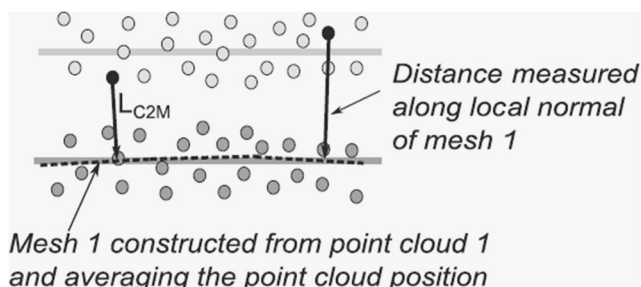 Distance measured
along local normal
of mesh 1
L_C2M
Mesh 1 constructed from point cloud 1
and averaging the point cloud position